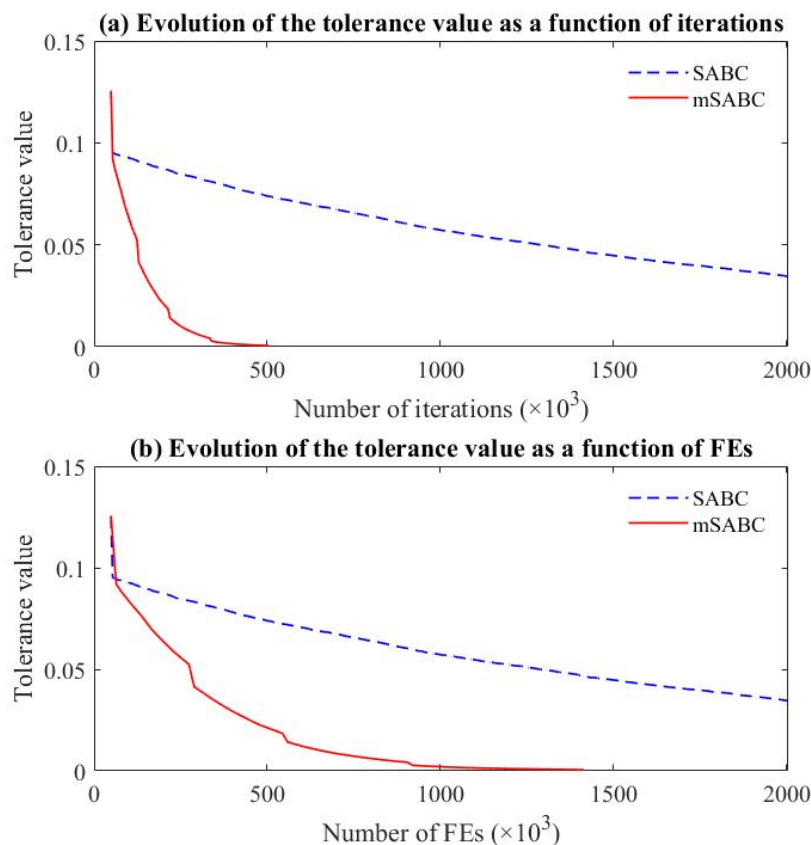 (a) Evolution of the tolerance value as a function of iterations
0.15
SABC
mSABC
0.1
Tolerance value
0.05
0
0 500 1000 1500 2000
Number of iterations (×10³)
(b) Evolution of the tolerance value as a function of FEs
0.15
SABC
mSABC
0.1
Tolerance value
0.05
0
0 500 1000 1500 2000
Number of FEs (×10³)